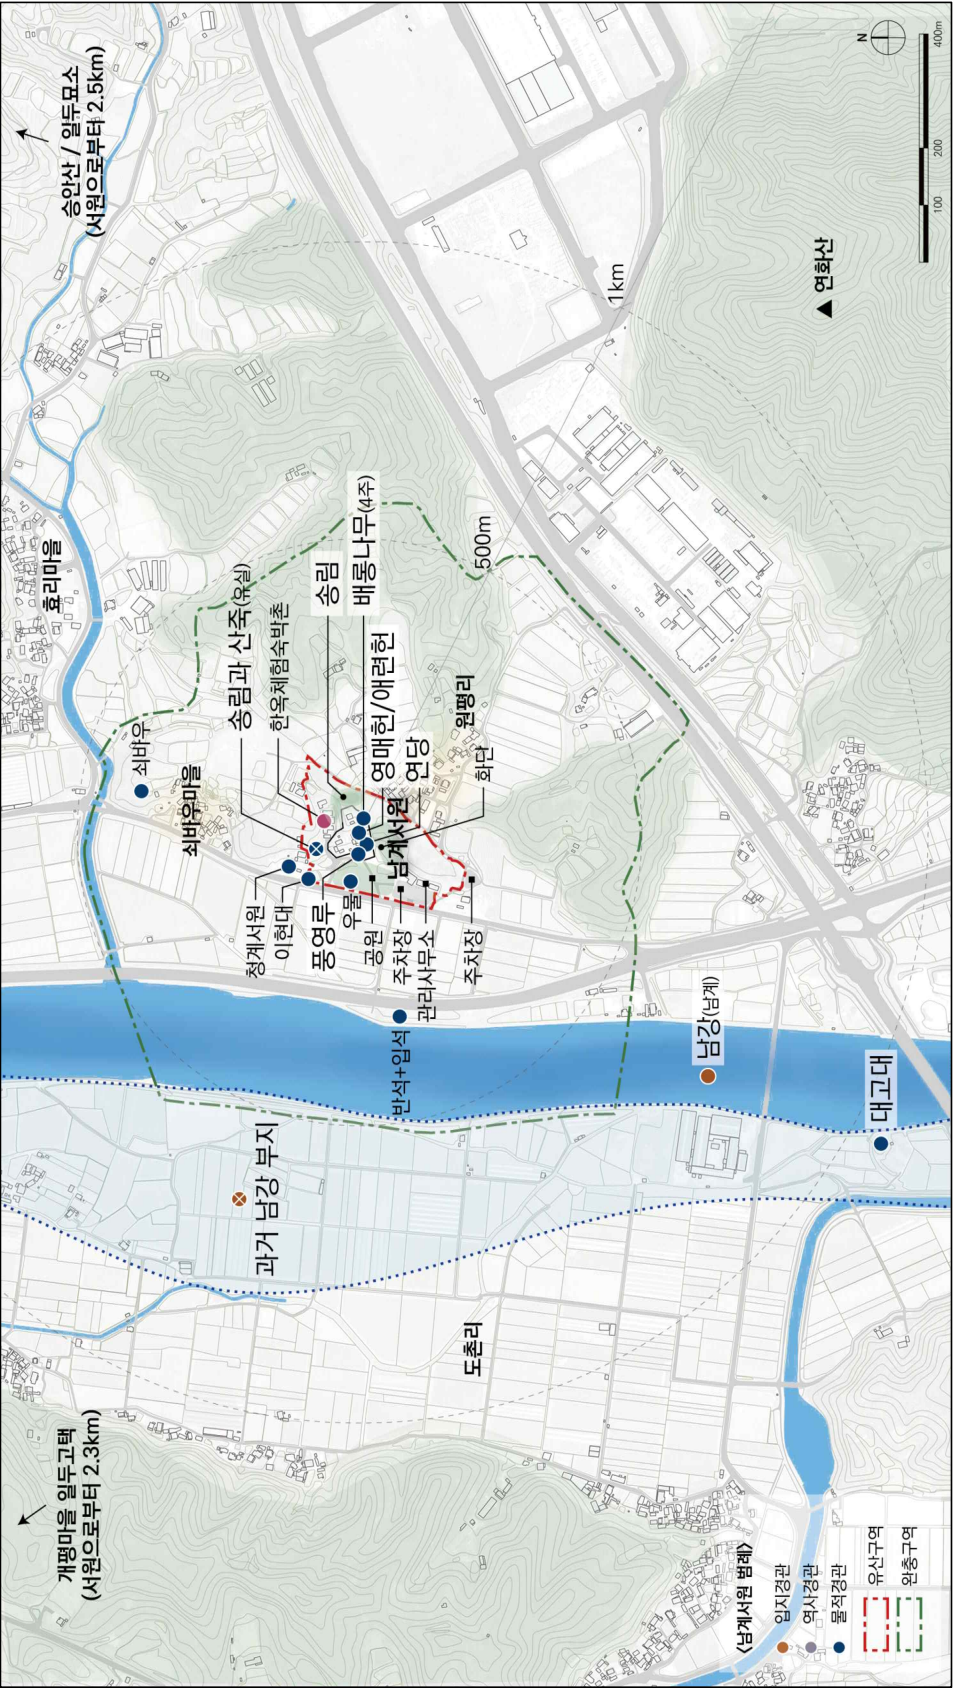 승안산 / 일두묘소
(서원으로부터 2.5km)
N
400m
200
100
▲ 연화산
1km
500m
효리마을
송림과 산죽(유실)
한옥체험숙박촌
송림
배롱나무(4주)
영매헌/애련헌
연당
원평리
화단
쇠바우
쇠바우마을
남계서원
청계서원
이현대
풍영루
우물
공원
주차장
관리사무소
주차장
반석+입석
남강(남계)
대고대
과거 남강 부지
도촌리
개평마을 일두고택
(서원으로부터 2.3km)
<남계서원 범례>
입지경관
역사경관
물적경관
유산구역
완충구역